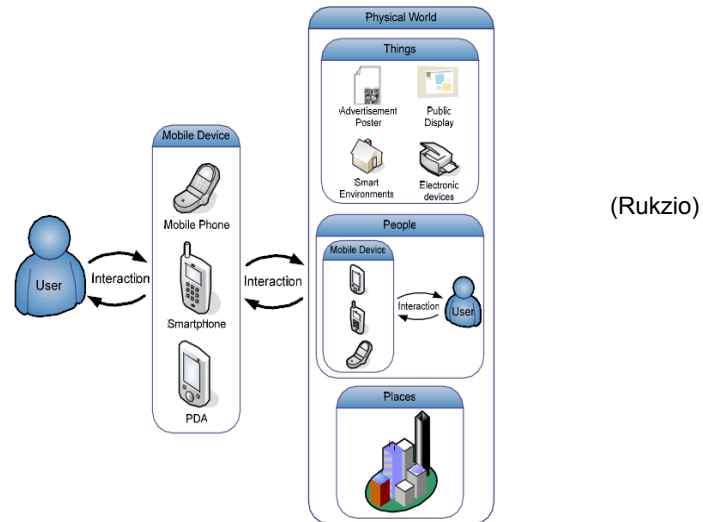 Physical World
Things
Advertisement
Poster
Public
Display
Smart
Environments
Electronic
devices
Mobile Device
Mobile Phone
Smartphone
PDA
User
Interaction
Interaction
People
Mobile Device
Interaction
User
Places
(Rukzio)